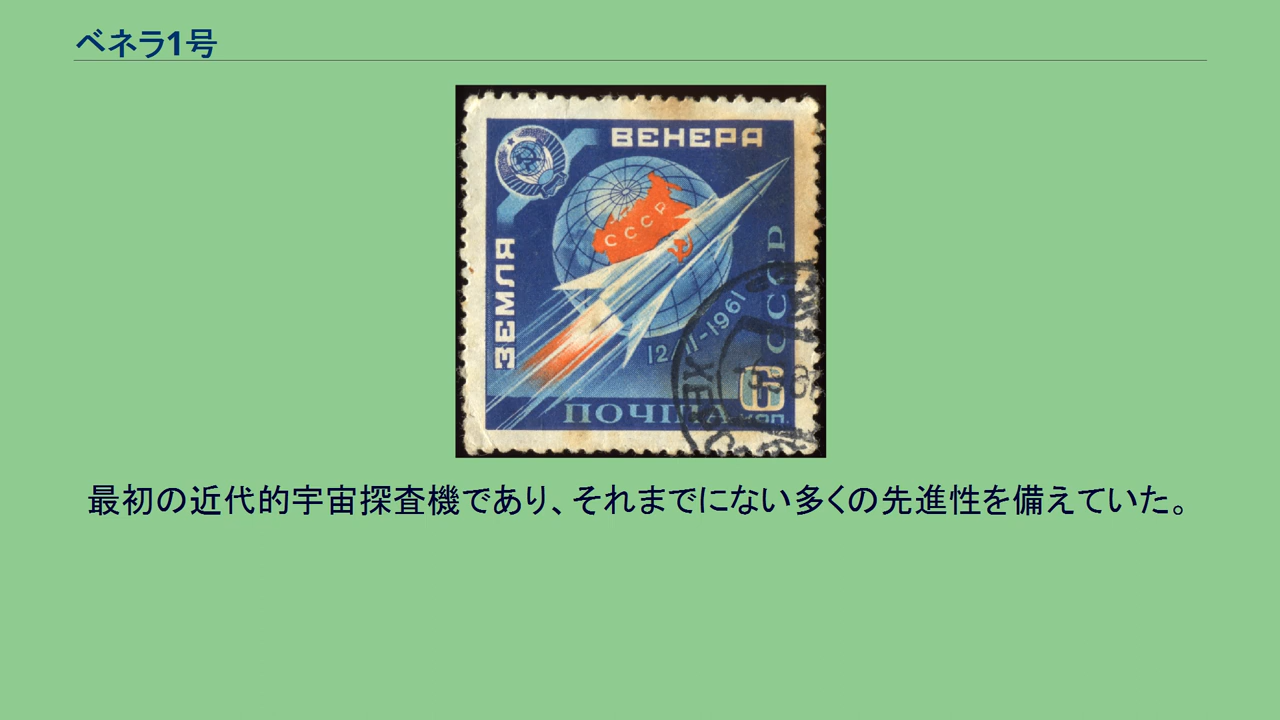 ベネラ1号
ВЕНЕРА
ЗЕМЛЯ
СССР
12/II-1961
СССР
6
КОП.
ПОЧТА
最初の近代的宇宙探査機であり、それまでにない多くの先進性を備えていた。